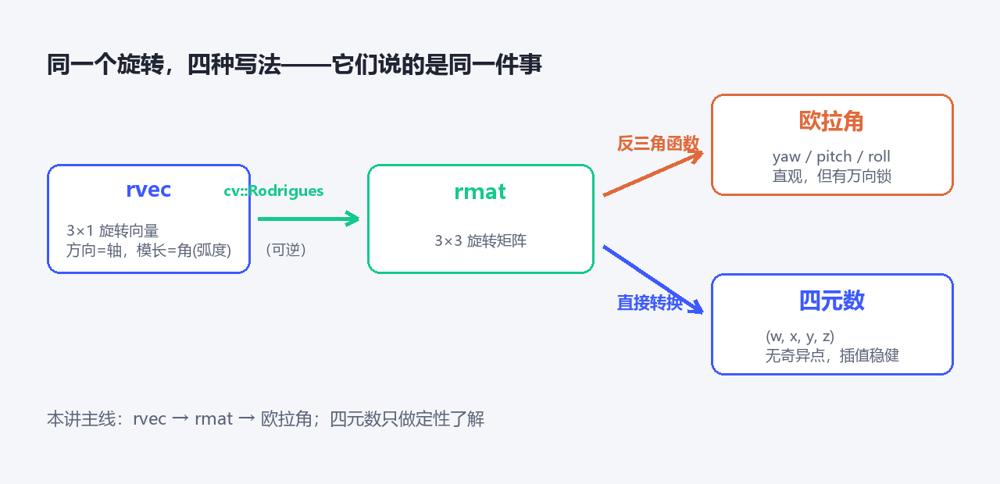 同一个旋转，四种写法——它们说的是同一件事
rvec
3×1 旋转向量
方向=轴，模长=角(弧度)
cv::Rodrigues
（可逆）
rmat
3×3 旋转矩阵
反三角函数
欧拉角
yaw / pitch / roll
直观，但有万向锁
直接转换
四元数
(w, x, y, z)
无奇异点，插值稳健
本讲主线：rvec → rmat → 欧拉角；四元数只做定性了解